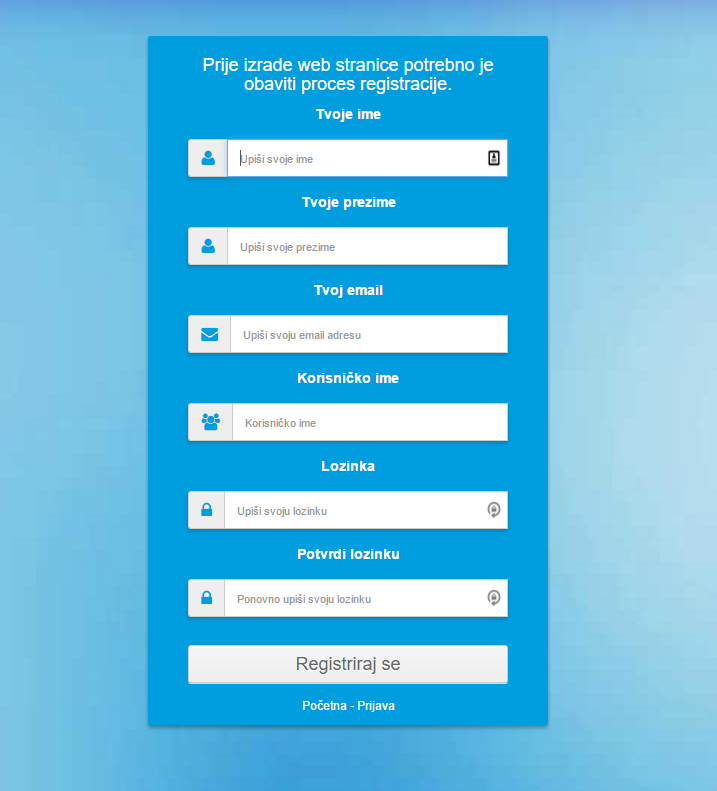 Prije izrade web stranice potrebno je
obaviti proces registracije.
Tvoje ime
Upiši svoje ime
Tvoje prezime
Upiši svoje prezime
Tvoj email
Upiši svoju email adresu
Korisničko ime
Korisničko ime
Lozinka
Upiši svoju lozinku
Potvrdi lozinku
Ponovno upiši svoju lozinku
Registriraj se
Početna - Prijava